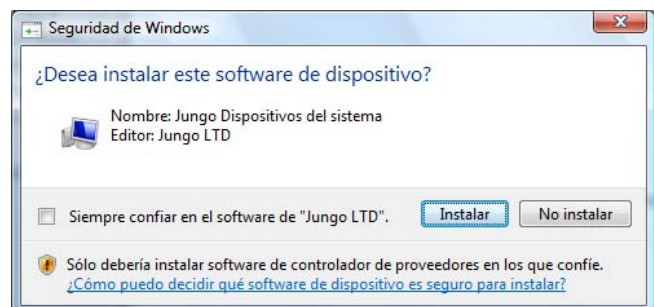 Seguridad de Windows
¿Desea instalar este software de dispositivo?
Nombre: Jungo Dispositivos del sistema
Editor: Jungo LTD
Siempre confiar en el software de "Jungo LTD".
Instalar
No instalar
Sólo debería instalar software de controlador de proveedores en los que confíe.
¿Cómo puedo decidir qué software de dispositivo es seguro para instalar?